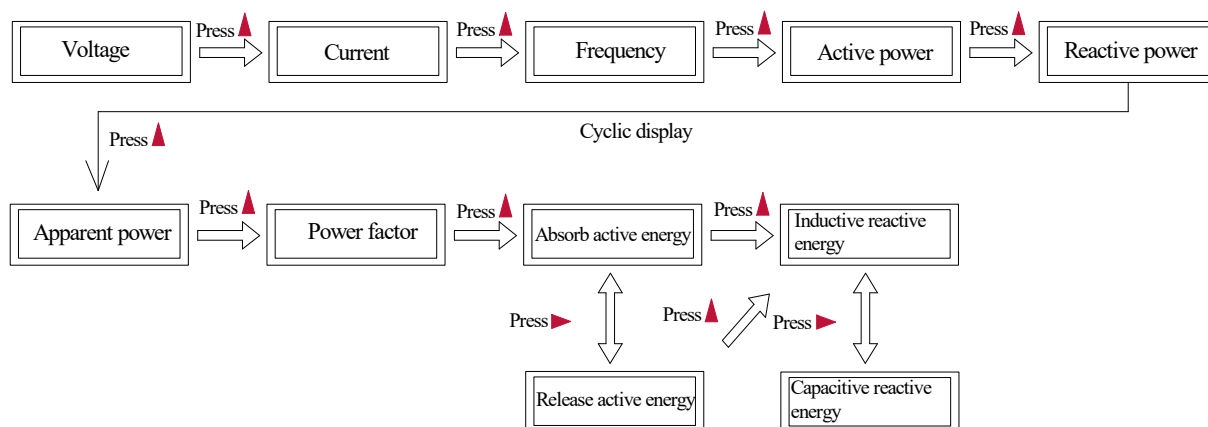 Press
Press
Press
Press
Voltage
Current
Frequency
Active power
Reactive power
Cyclic display
Press
Press
Press
Press
Apparent power
Power factor
Absorb active energy
Inductive reactive
energy
Press
Press
Press
Release active energy
Capacitive reactive
energy